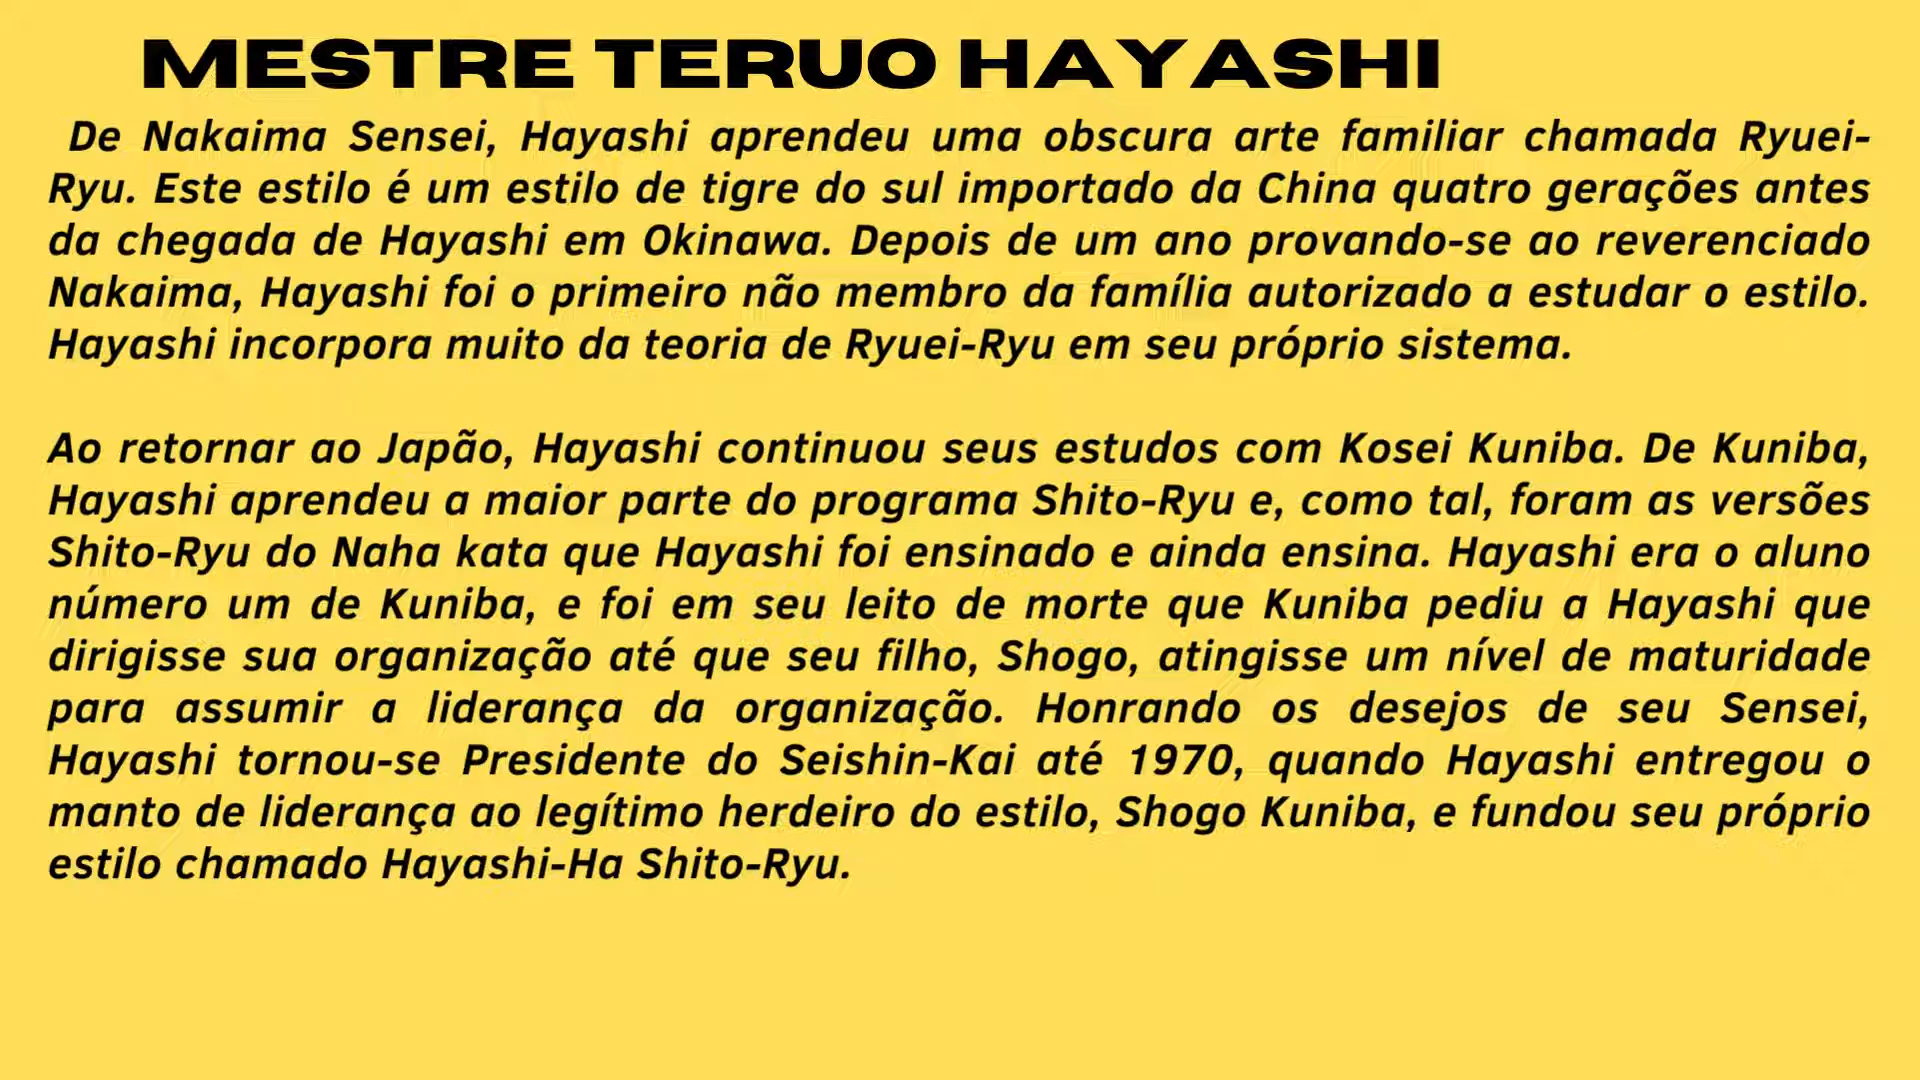 MESTRE TERUO HAYASHI
De Nakaima Sensei, Hayashi aprendeu uma obscura arte familiar chamada Ryuei-
Ryu. Este estilo é um estilo de tigre do sul importado da China quatro gerações antes
da chegada de Hayashi em Okinawa. Depois de um ano provando-se ao reverenciado
Nakaima, Hayashi foi o primeiro não membro da família autorizado a estudar o estilo.
Hayashi incorpora muito da teoria de Ryuei-Ryu em seu próprio sistema.
Ao retornar ao Japão, Hayashi continuou seus estudos com Kosei Kuniba. De Kuniba,
Hayashi aprendeu a maior parte do programa Shito-Ryu e, como tal, foram as versões
Shito-Ryu do Naha kata que Hayashi foi ensinado e ainda ensina. Hayashi era o aluno
número um de Kuniba, e foi em seu leito de morte que Kuniba pediu a Hayashi que
dirigisse sua organização até que seu filho, Shogo, atingisse um nível de maturidade
para assumir a liderança da organização. Honrando os desejos de seu Sensei,
Hayashi tornou-se Presidente do Seishin-Kai até 1970, quando Hayashi entregou o
manto de liderança ao legítimo herdeiro do estilo, Shogo Kuniba, e fundou seu próprio
estilo chamado Hayashi-Ha Shito-Ryu.